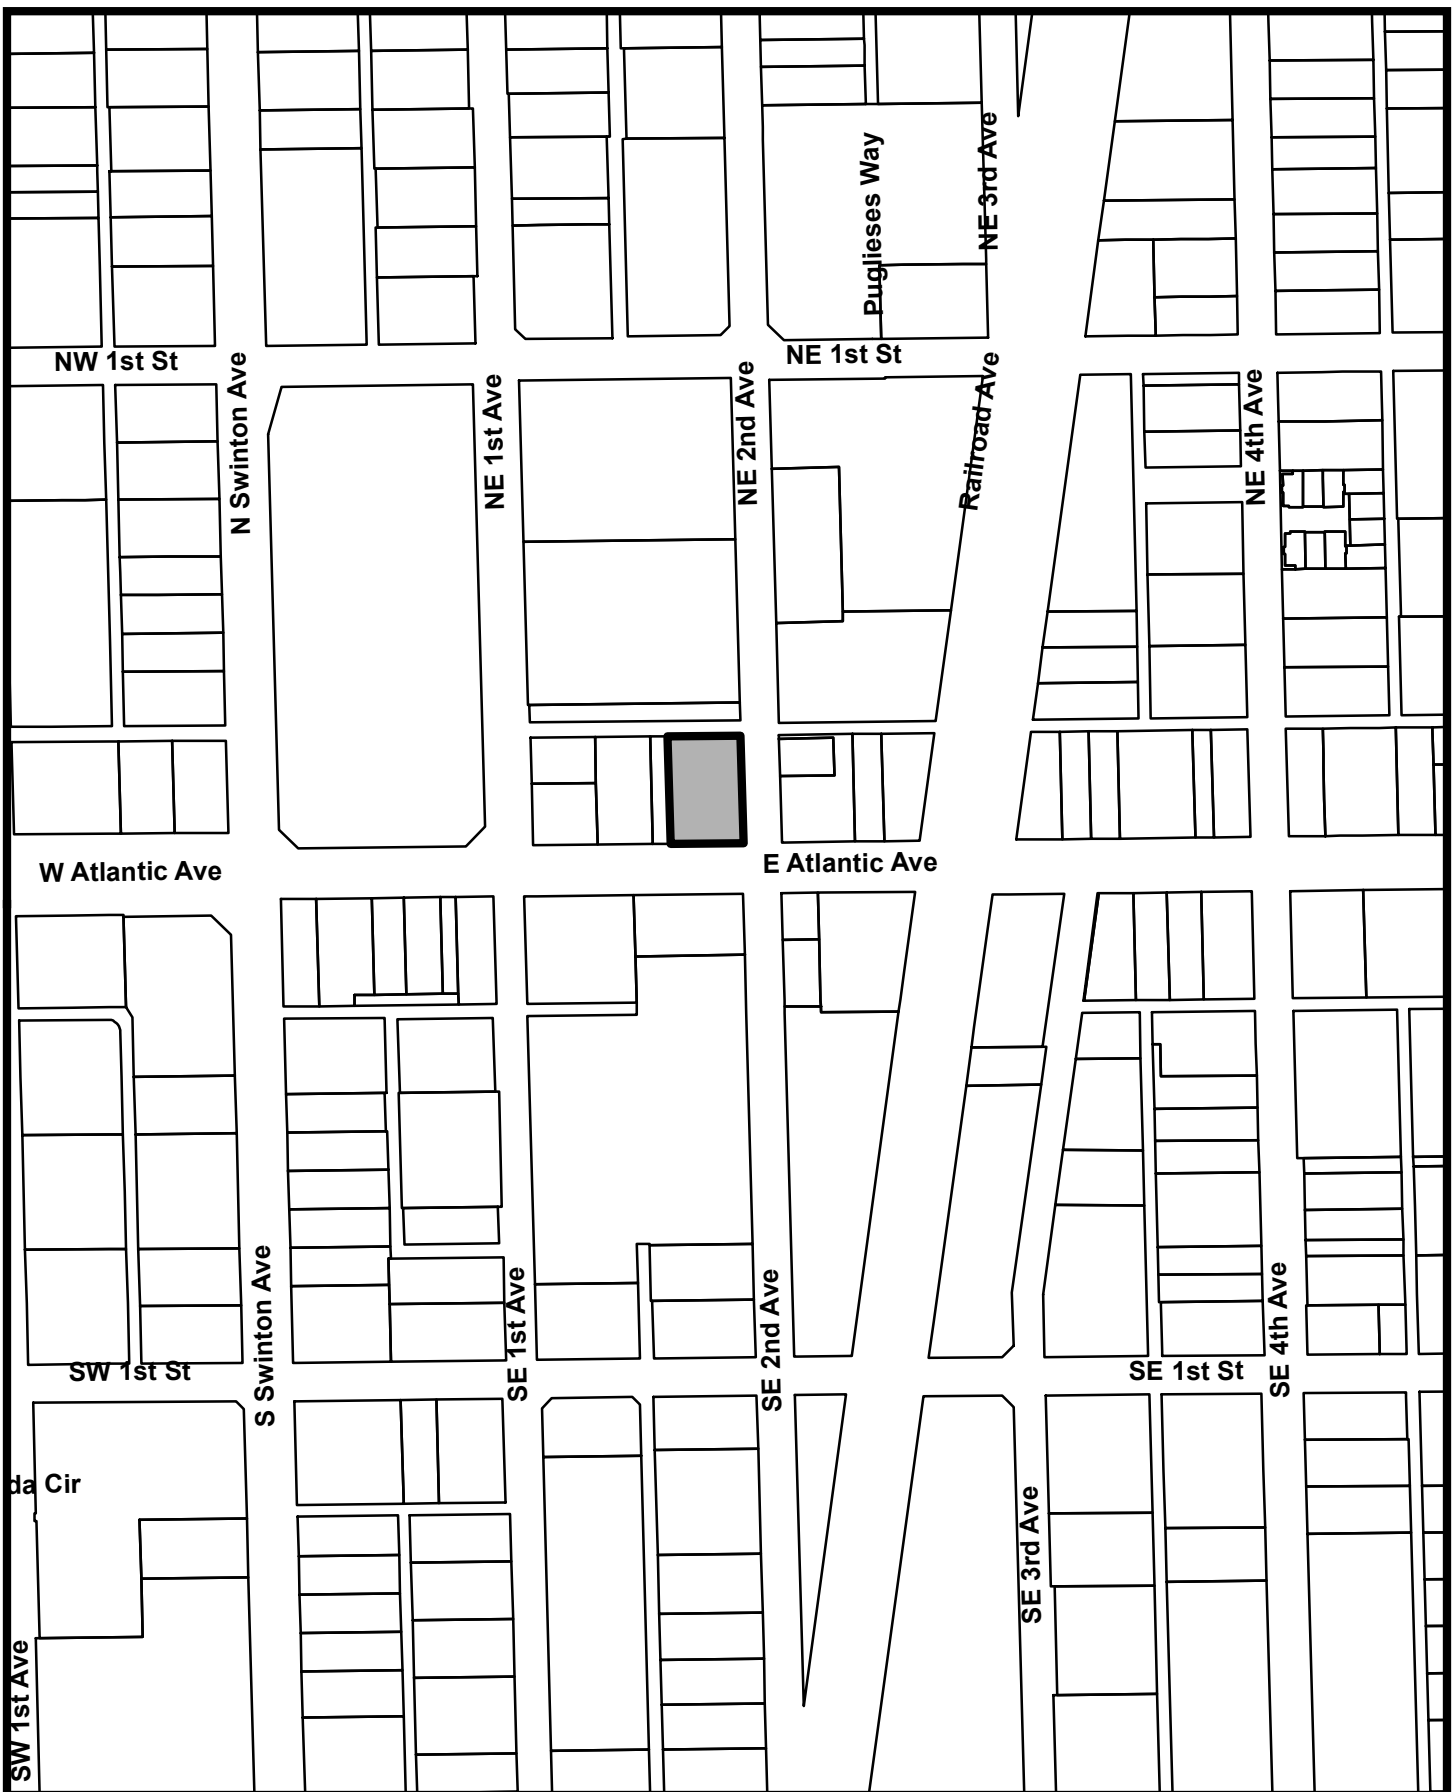 Puglieses Way
NE 3rd Ave
NW 1st St
NE 1st St
N Swinton Ave
NE 1st Ave
NE 2nd Ave
Railroad Ave
NE 4th Ave
W Atlantic Ave
E Atlantic Ave
S Swinton Ave
SE 1st Ave
SE 2nd Ave
SE 4th Ave
SW 1st St
SE 1st St
da Cir
SE 3rd Ave
SW 1st Ave